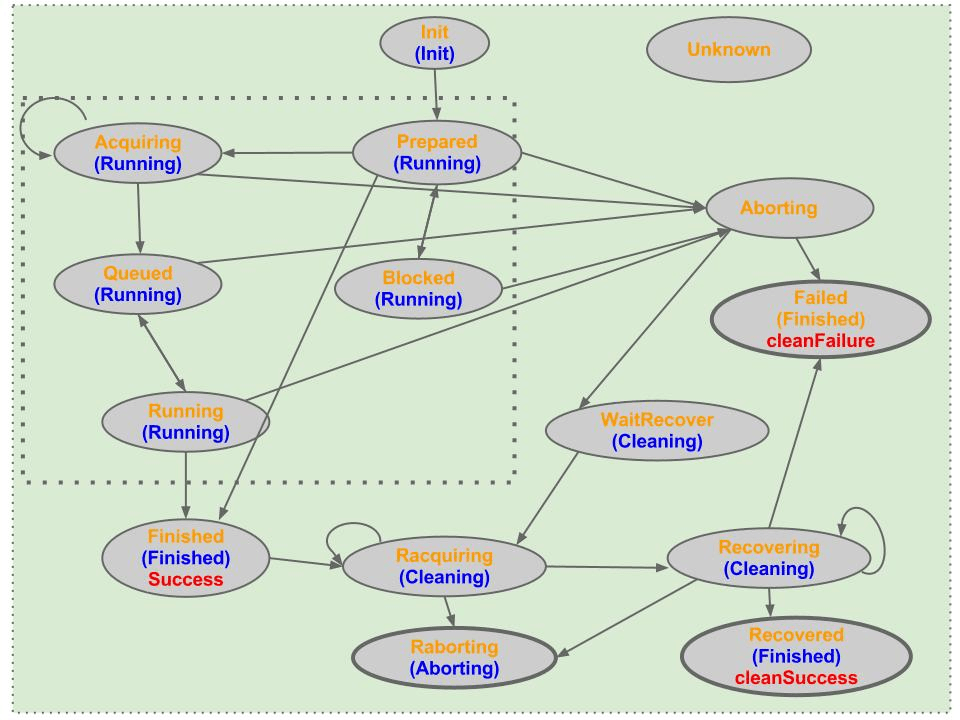 Init
(Init)
Unknown
Acquiring
(Running)
Prepared
(Running)
Aborting
Queued
(Running)
Blocked
(Running)
Failed
(Finished)
cleanFailure
Running
(Running)
WaitRecover
(Cleaning)
Finished
(Finished)
Success
Racquiring
(Cleaning)
Recovering
(Cleaning)
Raborting
(Aborting)
Recovered
(Finished)
cleanSuccess